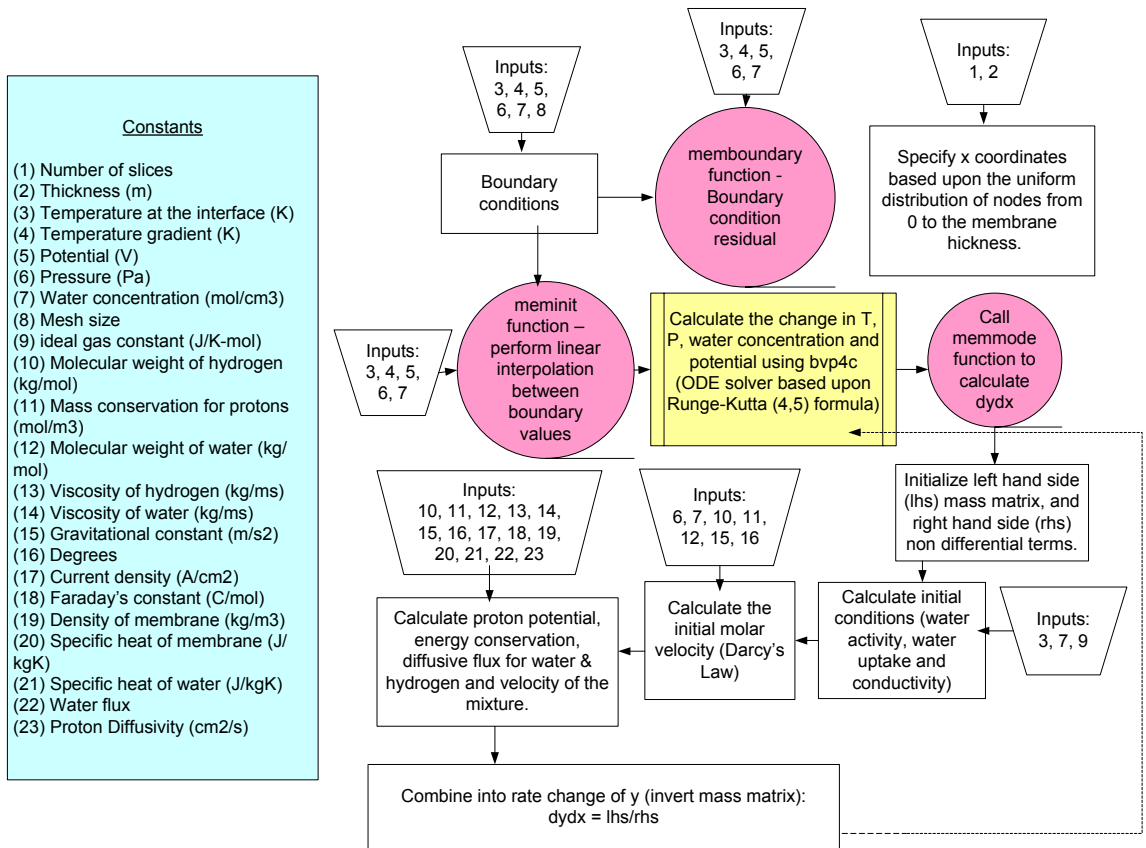 Constants
(1) Number of slices
(2) Thickness (m)
(3) Temperature at the interface (K)
(4) Temperature gradient (K)
(5) Potential (V)
(6) Pressure (Pa)
(7) Water concentration (mol/cm3)
(8) Mesh size
(9) ideal gas constant (J/K-mol)
(10) Molecular weight of hydrogen
(kg/mol)
(11) Mass conservation for protons
(mol/m3)
(12) Molecular weight of water (kg/
mol)
(13) Viscosity of hydrogen (kg/ms)
(14) Viscosity of water (kg/ms)
(15) Gravitational constant (m/s2)
(16) Degrees
(17) Current density (A/cm2)
(18) Faraday's constant (C/mol)
(19) Density of membrane (kg/m3)
(20) Specific heat of membrane (J/
kgK)
(21) Specific heat of water (J/kgK)
(22) Water flux
(23) Proton Diffusivity (cm2/s)
Inputs:
3, 4, 5,
6, 7, 8
Inputs:
3, 4, 5,
6, 7
Inputs:
1, 2
Boundary
conditions
memboundary
function -
Boundary
condition
residual
Specify x coordinates
based upon the uniform
distribution of nodes from
0 to the membrane
hickness.
Inputs:
3, 4, 5,
6, 7
meminit
function –
perform linear
interpolation
between
boundary
values
Calculate the change in T,
P, water concentration and
potential using bvp4c
(ODE solver based upon
Runge-Kutta (4,5) formula)
Call
memmode
function to
calculate
dydx
Initialize left hand side
(lhs) mass matrix, and
right hand side (rhs)
non differential terms.
Inputs:
10, 11, 12, 13, 14,
15, 16, 17, 18, 19,
20, 21, 22, 23
Inputs:
6, 7, 10, 11,
12, 15, 16
Calculate proton potential,
energy conservation,
diffusive flux for water &
hydrogen and velocity of the
mixture.
Calculate the
initial molar
velocity (Darcy's
Law)
Calculate initial
conditions (water
activity, water
uptake and
conductivity)
Inputs:
3, 7, 9
Combine into rate change of y (invert mass matrix):
dydx = lhs/rhs